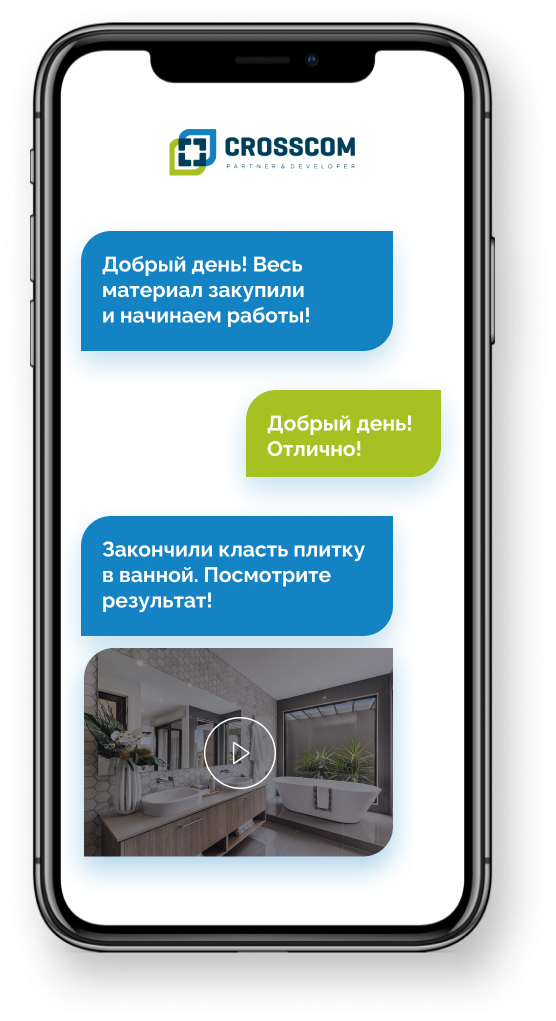 CROSSCOM
PARTNER & DEVELOPER
Добрый день! Весь
материал закупили
и начинаем работы!
Добрый день!
Отлично!
Закончили класть плитку
в ванной. Посмотрите
результат!